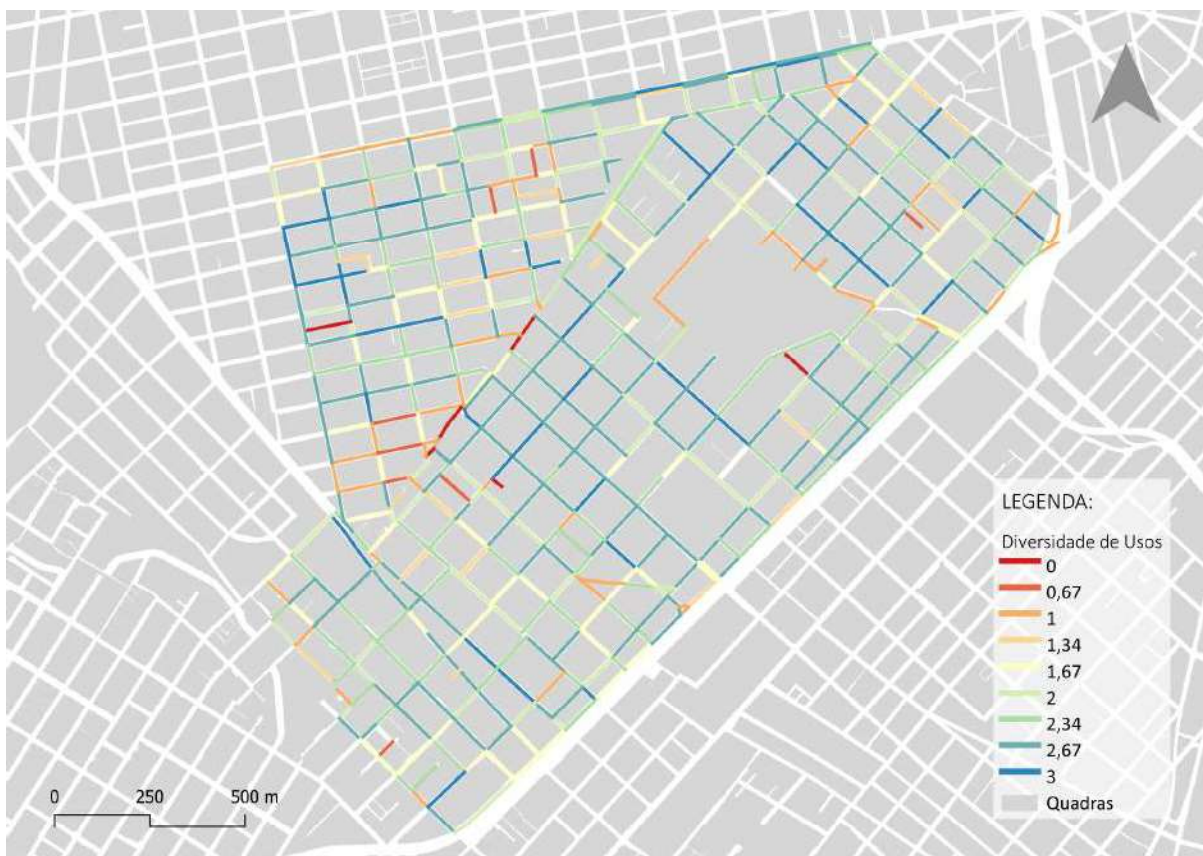 LEGENDA:
Diversidade de Usos
0
0,67
1
1,34
1,67
2
2,34
2,67
3
Quadras
0 250 500 m